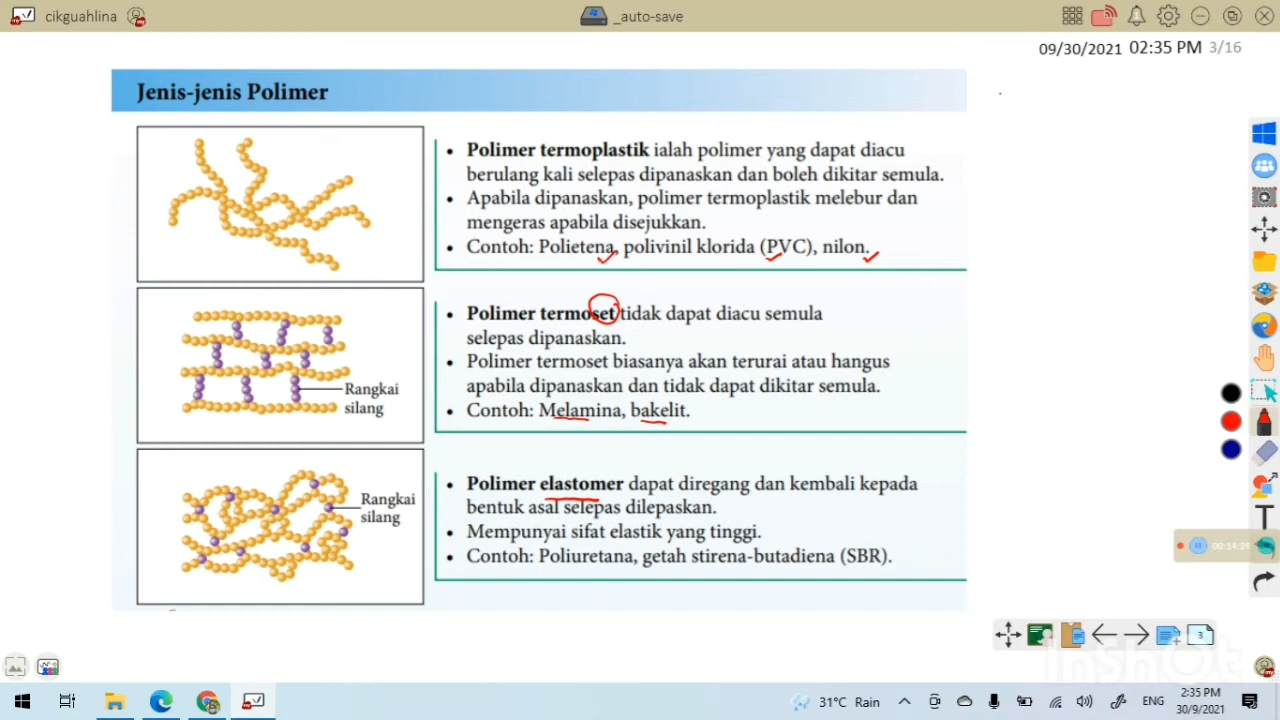 cikguahlina
_auto-save
09/30/2021 02:35 PM 3/16
Jenis-jenis Polimer
• Polimer termoplastik ialah polimer yang dapat diacu
berulang kali selepas dipanaskan dan boleh dikitar semula.
• Apabila dipanaskan, polimer termoplastik melebur dan
mengeras apabila disejukkan.
• Contoh: Polietena, polivinil klorida (PVC), nilon.
Rangkai
silang
• Polimer termoset tidak dapat diacu semula
selepas dipanaskan.
• Polimer termoset biasanya akan terurai atau hangus
apabila dipanaskan dan tidak dapat dikitar semula.
• Contoh: Melamina, bakelit.
Rangkai
silang
• Polimer elastomer dapat diregang dan kembali kepada
bentuk asal selepas dilepaskan.
• Mempunyai sifat elastik yang tinggi.
• Contoh: Poliuretana, getah stirena-butadiena (SBR).
T
3
InShOt
31°C Rain
ENG
2:35 PM
30/9/2021